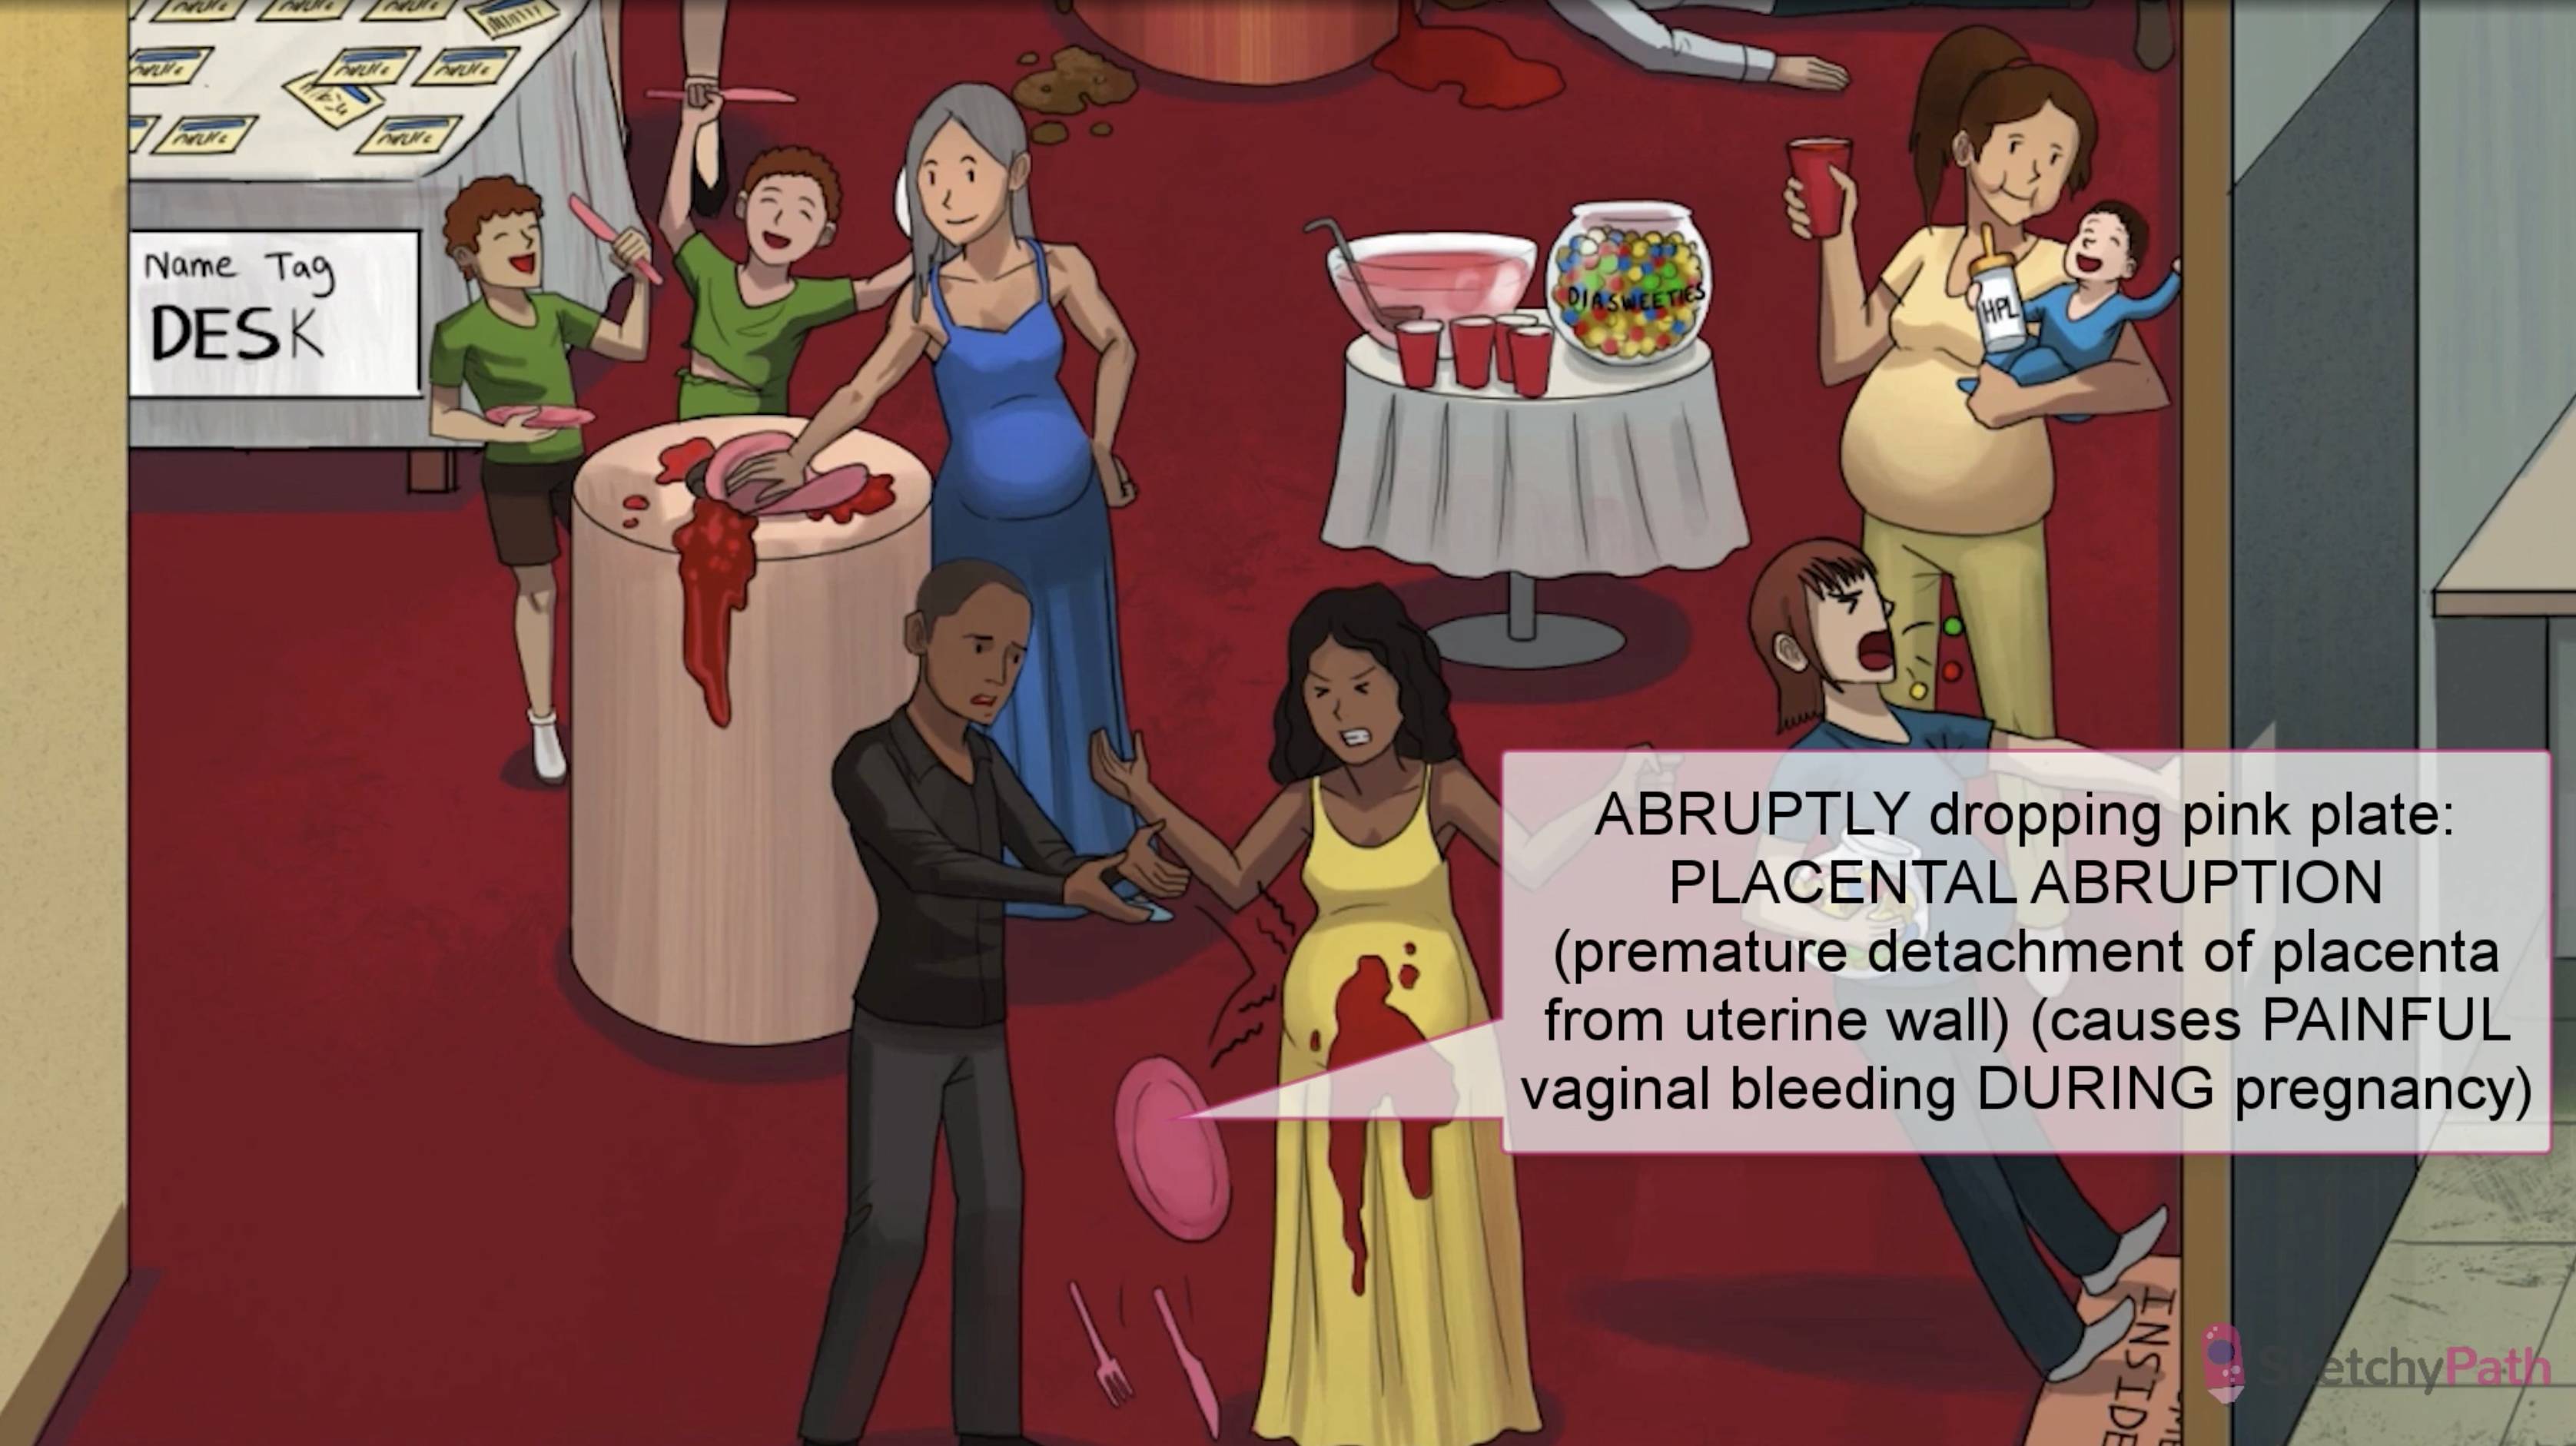 Name Tag
DESK
DIASWEETIES
HPL
ABRUPTLY dropping pink plate:
PLACENTAL ABRUPTION
(premature detachment of placenta
from uterine wall) (causes PAINFUL
vaginal bleeding DURING pregnancy)
INSIDE
SketchyPath